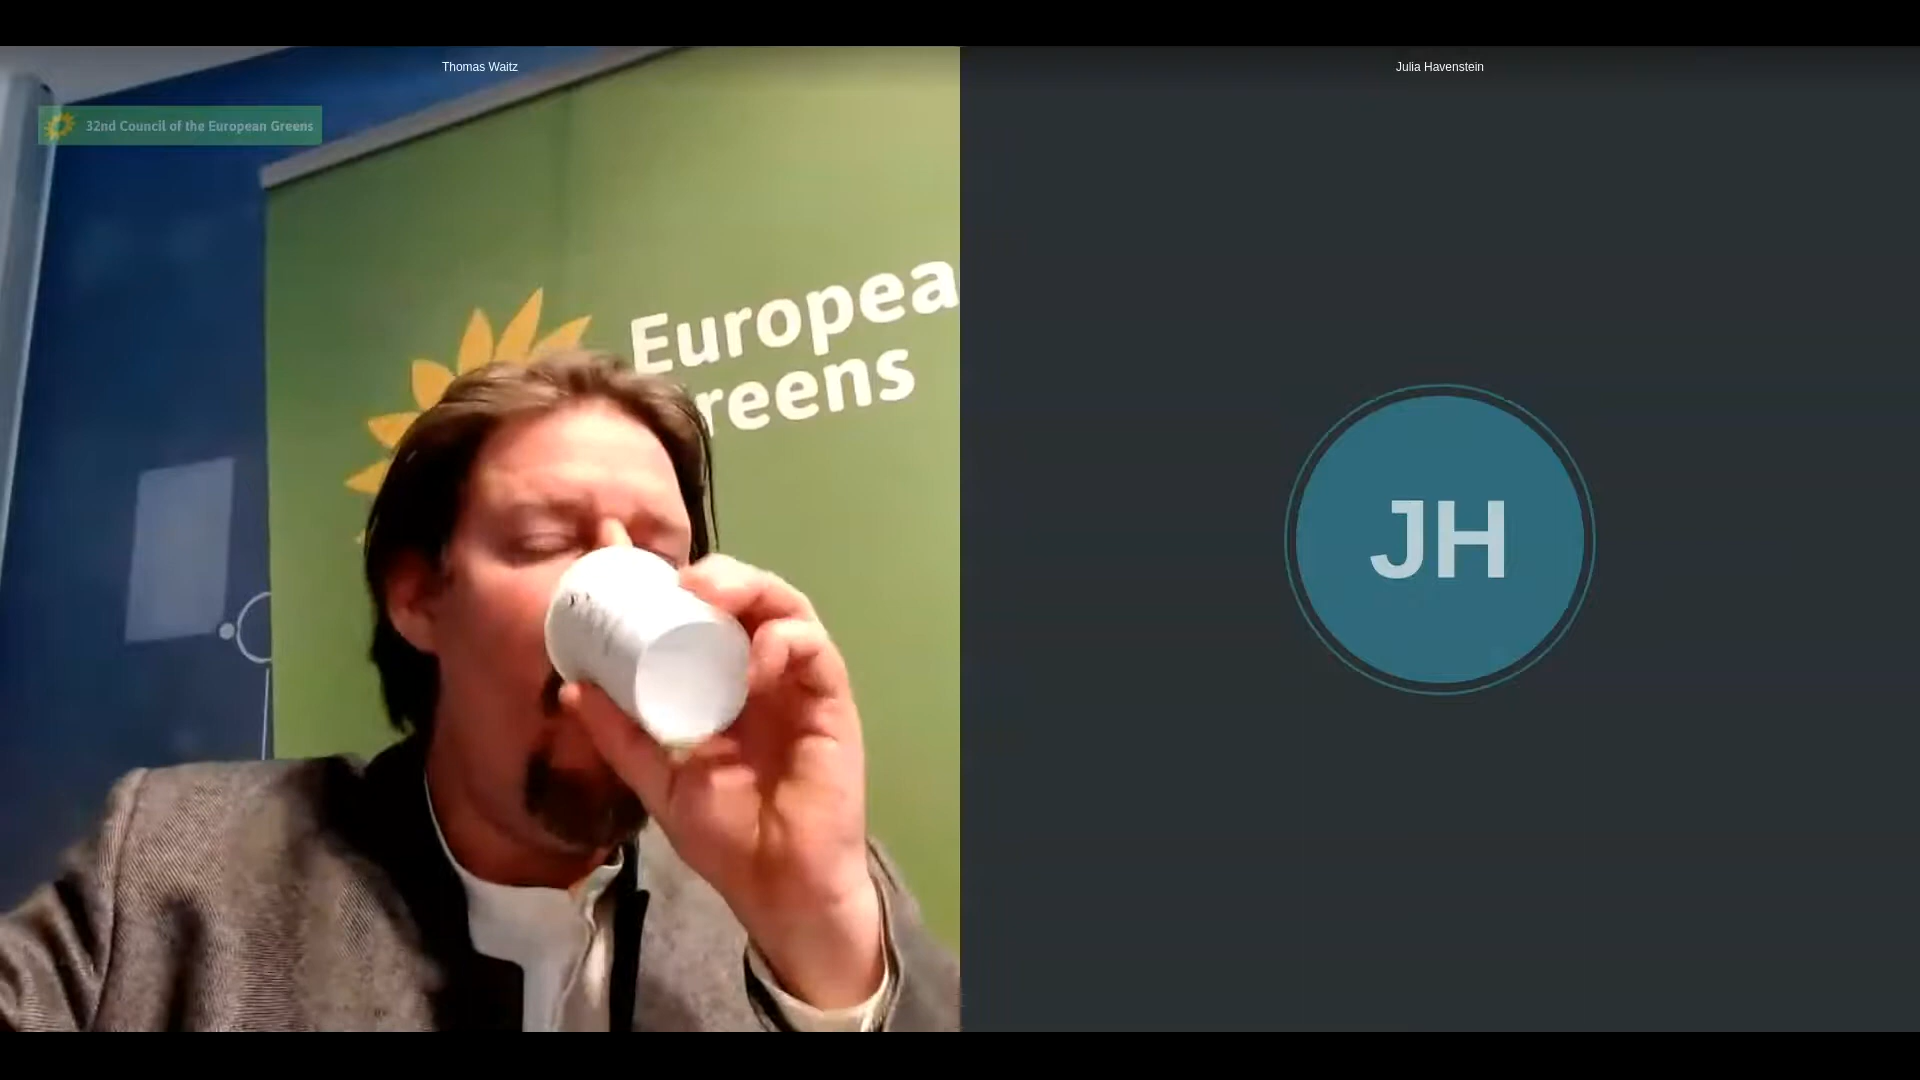 Thomas Waitz
Julia Havenstein
32nd Council of the European Greens
Europea
reens
JH